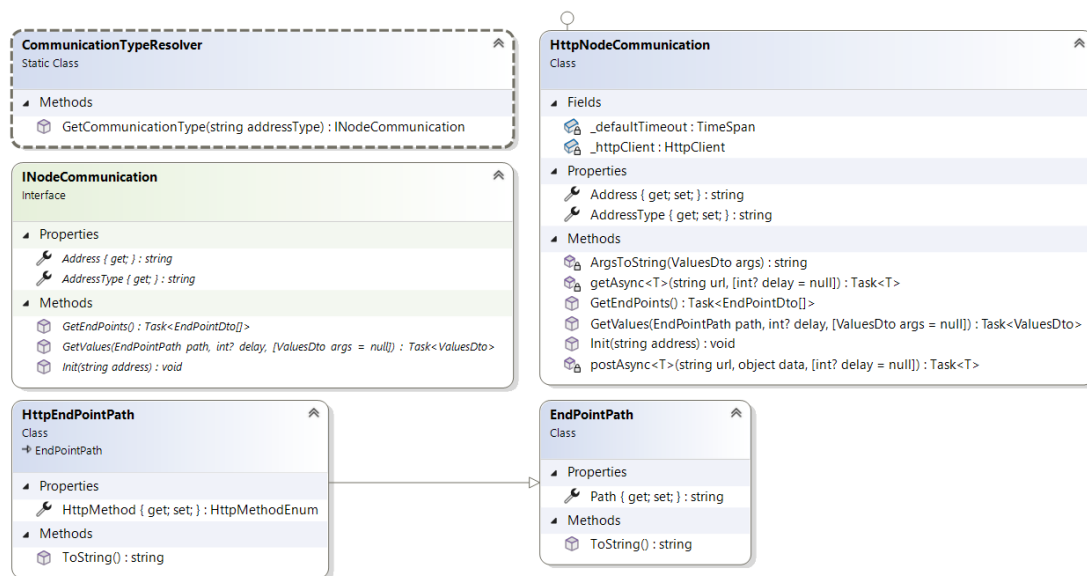 CommunicationTypeResolver
Static Class
Methods
GetCommunicationType(string addressType) : INodeCommunication
INodeCommunication
Interface
Properties
Address { get; } : string
AddressType { get; } : string
Methods
GetEndPoints() : Task<EndPointDto[]>
GetValues(EndPointPath path, int? delay, [ValuesDto args = null]) : Task<ValuesDto>
Init(string address) : void
HttpNodeCommunication
Class
Fields
_defaultTimeout : TimeSpan
_httpClient : HttpClient
Properties
Address { get; set; } : string
AddressType { get; set; } : string
Methods
ArgsToString(ValuesDto args) : string
getAsync<T>(string url, [int? delay = null]) : Task<T>
GetEndPoints() : Task<EndPointDto[]>
GetValues(EndPointPath path, int? delay, [ValuesDto args = null]) : Task<ValuesDto>
Init(string address) : void
postAsync<T>(string url, object data, [int? delay = null]) : Task<T>
HttpEndPointPath
Class
EndPointPath
Properties
HttpMethod { get; set; } : HttpMethodEnum
Methods
ToString() : string
EndPointPath
Class
Properties
Path { get; set; } : string
Methods
ToString() : string